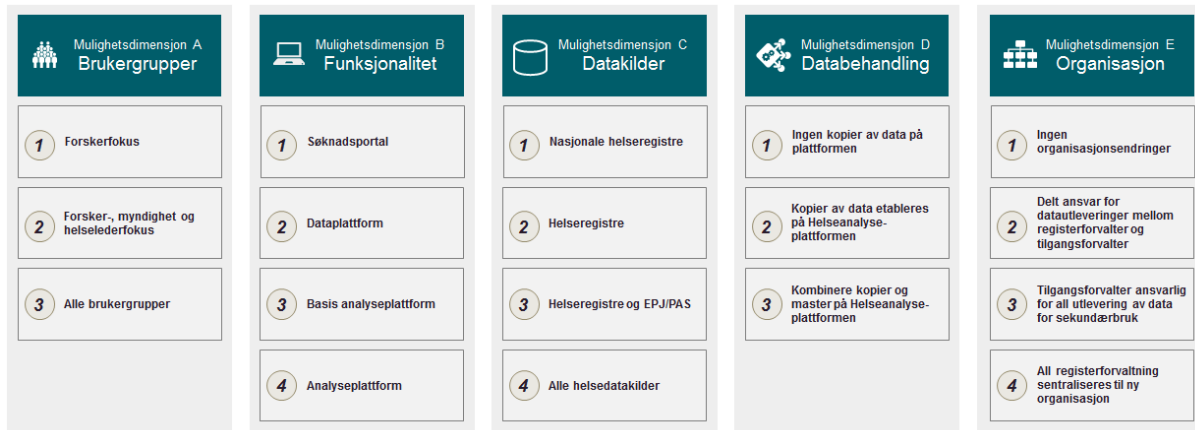 Mulighetsdimensjon A
Brukergrupper
1
Forskerfokus
2
Forsker-, myndighet og
helselederfokus
3
Alle brukergrupper
Mulighetsdimensjon B
Funksjonalitet
1
Søknadsportal
2
Dataplattform
3
Basis analyseplattform
4
Analyseplattform
Mulighetsdimensjon C
Datakilder
1
Nasjonale helseregistre
2
Helseregistre
3
Helseregistre og EPJ/PAS
4
Alle helsedatakilder
Mulighetsdimensjon D
Databehandling
1
Ingen kopier av data på
plattformen
2
Kopier av data etableres
på Helseanalyse-
plattformen
3
Kombinere kopier og
master på Helseanalyse-
plattformen
Mulighetsdimensjon E
Organisasjon
1
Ingen
organisasjonsendringer
2
Delt ansvar for
datautleveringer mellom
registerforvalter og
tilgangsforvalter
3
Tilgangsforvalter ansvarlig
for all utlevering av data
for sekundærbruk
4
All registerforvaltning
sentraliseres til ny
organisasjon